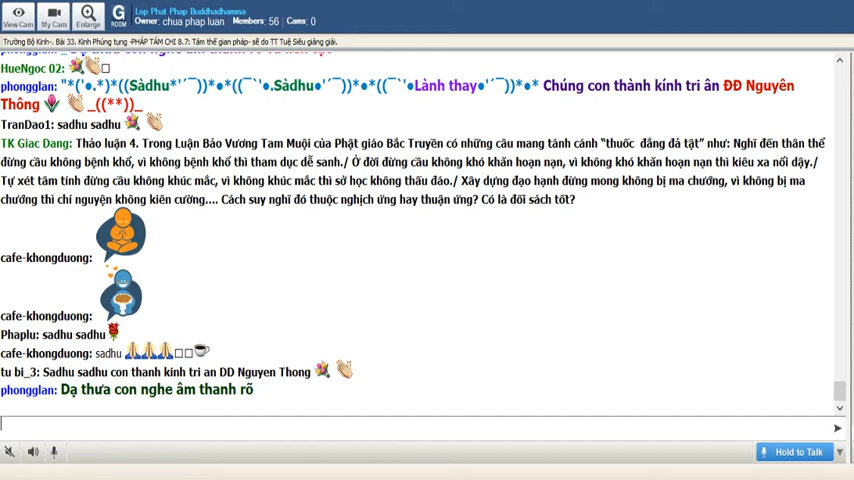 Lop Phat Phap Buddhadhamma
Owner: chua phap luan  Members: 56  Cams: 0
View Cam  My Cam  Enlarge  G ROOM
Trường Bộ Kinh-. Bài 33. Kinh Phúng tụng -PHÁP TÁM CHI 8.7: Tám thế gian pháp- sẽ do TT Tuệ Siêu giảng giải.
HueNgoc 02:
phongglan: "*('●.*)*((Sàdhu*'´¯))*●*((¯`'●.Sàdhu●'´¯))*●*((¯`'●Lành thay●'´¯))*●* Chúng con thành kính tri ân ĐĐ Nguyên
Thông _((**))_
TranDao1: sadhu sadhu
TK Giac Dang: Thảo luận 4. Trong Luận Bảo Vương Tam Muội của Phật giáo Bắc Truyền có những câu mang tánh cánh "thuốc đắng đả tật" như: Nghĩ đến thân thể
đừng cầu không bệnh khổ, vì không bệnh khổ thì tham dục dễ sanh./ Ở đời đừng cầu không khó khăn hoạn nạn, vì không khó khăn hoạn nạn thì kiêu xa nổi dậy./
Tự xét tâm tính đừng cầu không khúc mắc, vì không khúc mắc thì sở học không thấu đáo./ Xây dựng đạo hạnh đừng mong không bị ma chướng, vì không bị ma
chướng thì chí nguyện không kiên cường.... Cách suy nghĩ đó thuộc nghịch ứng hay thuận ứng? Có là đối sách tốt?
cafe-khongduong:
cafe-khongduong:
Phaplu: sadhu sadhu
cafe-khongduong: sadhu
tu bi_3: Sadhu sadhu con thanh kinh tri an DD Nguyen Thong
phongglan: Dạ thưa con nghe âm thanh rõ
Hold to Talk